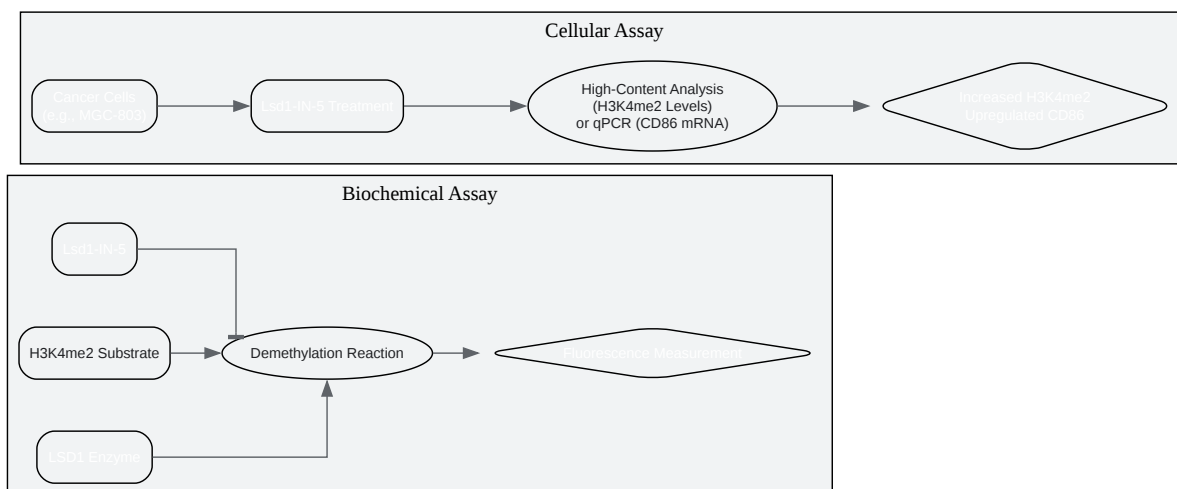 Cellular Assay
Cancer Cells
(e.g., MGC-803)
Lsd1-IN-5 Treatment
High-Content Analysis
(H3K4me2 Levels)
or qPCR (CD86 mRNA)
Increased H3K4me2
Upregulated CD86
Biochemical Assay
Lsd1-IN-5
H3K4me2 Substrate
Demethylation Reaction
Fluorescence Measurement
LSD1 Enzyme